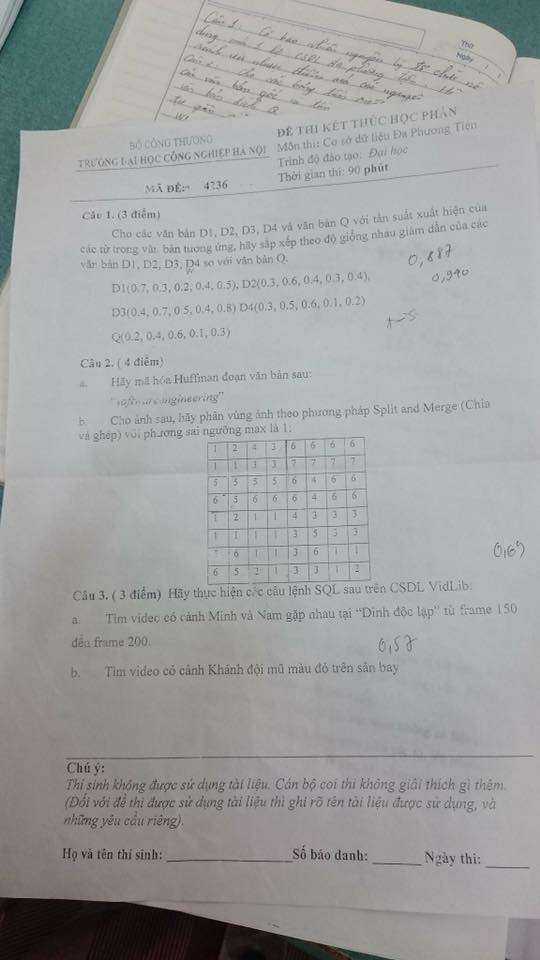 Thứ
Ngày
BỘ CÔNG THƯƠNG
TRƯỜNG ĐẠI HỌC CÔNG NGHIỆP HÀ NỘI
MÃ ĐỀ: 4236
ĐỀ THI KẾT THÚC HỌC PHẦN
Môn thi: Cơ sở dữ liệu Đa Phương Tiện
Trình độ đào tạo: Đại học
Thời gian thi: 90 phút
Câu 1. (3 điểm)
Cho các văn bản D1, D2, D3, D4 và văn bản Q với tần suất xuất hiện của
các từ trong văn bản tương ứng, hãy sắp xếp theo độ giống nhau giảm dần của các
văn bản D1, D2, D3, D4 so với văn bản Q.
0,887
0,990
D1(0.7, 0.3, 0.2, 0.4, 0.5), D2(0.3, 0.6, 0.4, 0.3, 0.4),
D3(0.4, 0.7, 0.5, 0.4, 0.8) D4(0.3, 0.5, 0.6, 0.1, 0.2)
Q(0.2, 0.4, 0.6, 0.1, 0.3)
Câu 2. ( 4 điểm)
a. Hãy mã hóa Huffman đoạn văn bản sau:
"softwareengineering"
b. Cho ảnh sau, hãy phân vùng ảnh theo phương pháp Split and Merge (Chia
và ghép) với phương sai ngưỡng max là 1:
1 2 4 3 6 6 6 6
1 1 3 3 7 7 7 7
5 5 5 5 6 4 6 6
6 5 6 6 6 4 6 6
1 2 1 1 4 3 3 3
1 1 1 1 3 5 3 3
6 1 1 3 6 1 1
6 5 2 1 3 3 1 2
0,69
Câu 3. ( 3 điểm) Hãy thực hiện các câu lệnh SQL sau trên CSDL VidLib:
a. Tìm video có cảnh Minh và Nam gặp nhau tại "Dinh độc lập" từ frame 150
đến frame 200.
0,57
b. Tìm video có cảnh Khánh đội mũ màu đỏ trên sân bay
Chú ý:
Thí sinh không được sử dụng tài liệu. Cán bộ coi thi không giải thích gì thêm.
(Đối với đề thi được sử dụng tài liệu thì ghi rõ tên tài liệu được sử dụng, và
những yêu cầu riêng).
Họ và tên thí sinh: Số báo danh: Ngày thi: